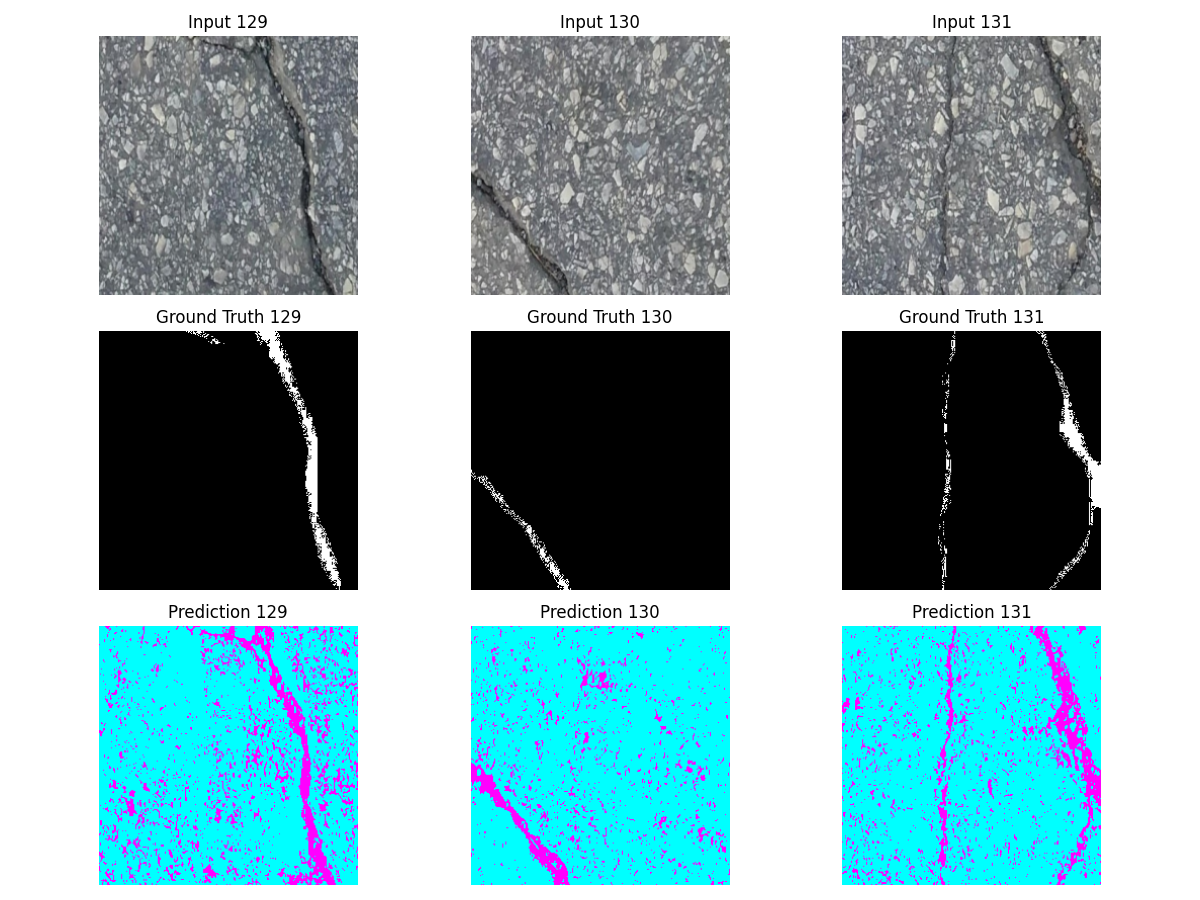 Input 129
Input 130
Input 131
Ground Truth 129
Ground Truth 130
Ground Truth 131
Prediction 129
Prediction 130
Prediction 131